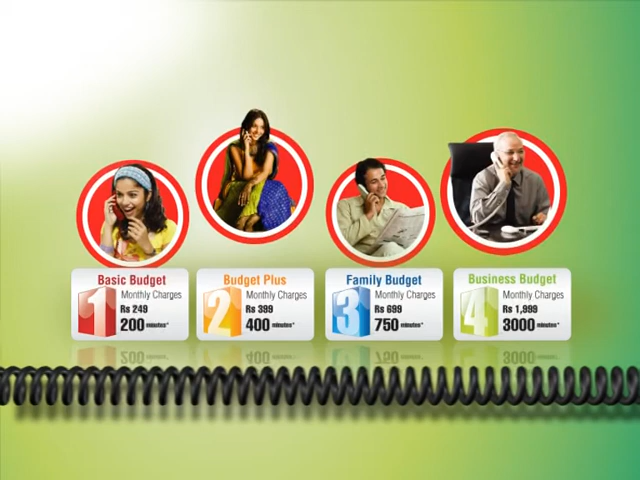 Basic Budget
1
Monthly Charges
Rs 249
200 minutes*
Budget Plus
2
Monthly Charges
Rs 399
400 minutes*
Family Budget
3
Monthly Charges
Rs 699
750 minutes*
Business Budget
4
Monthly Charges
Rs 1,999
3000 minutes*